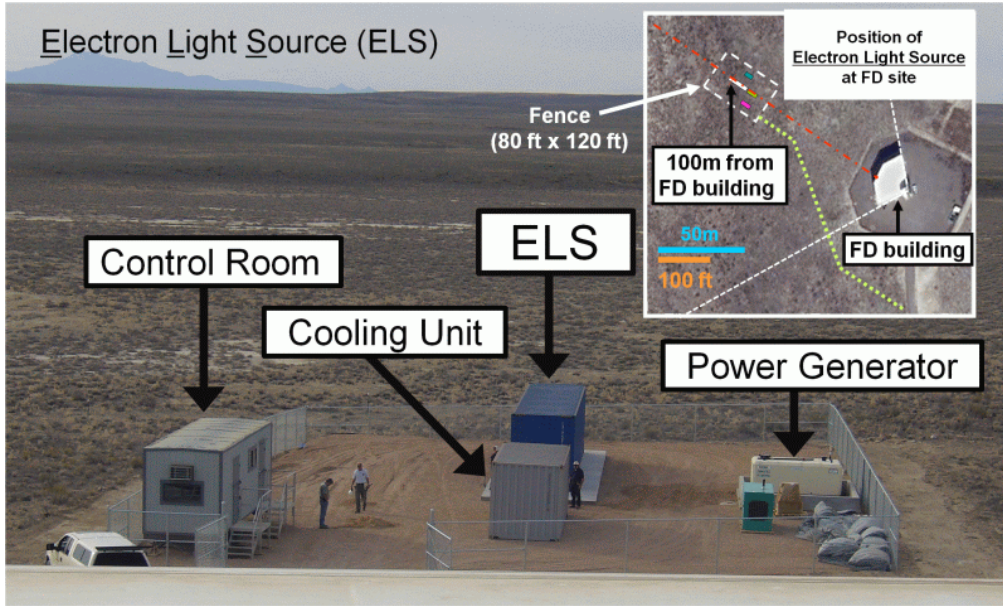 Electron Light Source (ELS)
Position of
Electron Light Source
at FD site
Fence
(80 ft x 120 ft)
100m from
FD building
FD building
50m
100 ft
ELS
Control Room
Cooling Unit
Power Generator